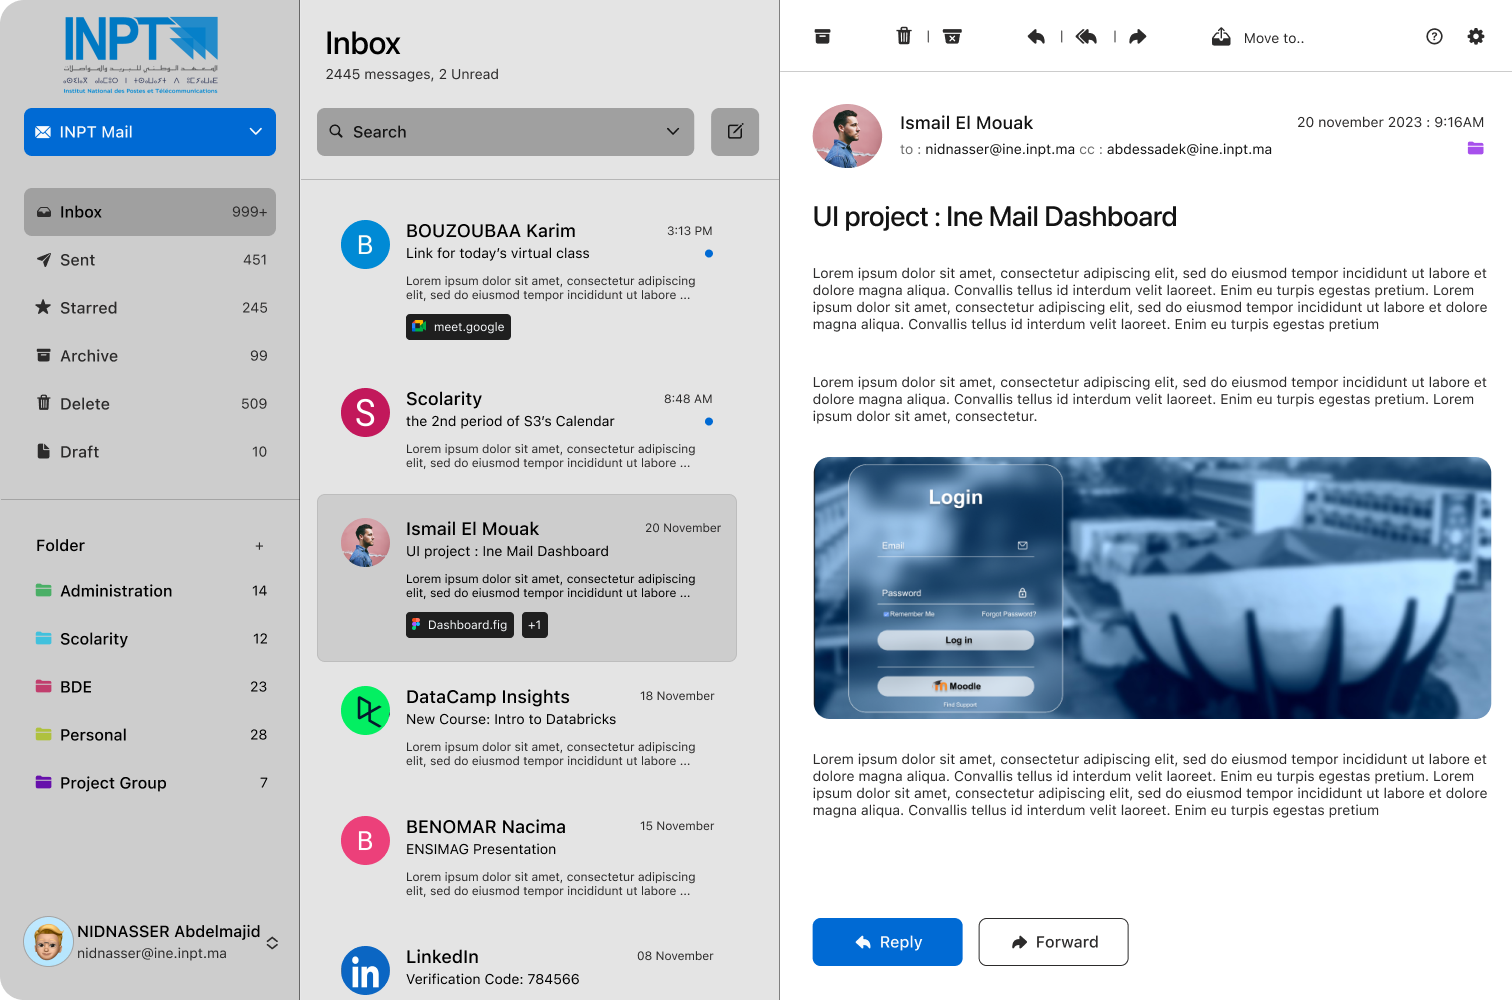 INPT
المعهد الوطني للبريد والمواصلات
Institut National des Postes et Télécommunications
INPT Mail
Inbox 999+
Sent 451
Starred 245
Archive 99
Delete 509
Draft 10
Folder +
Administration 14
Scolarity 12
BDE 23
Personal 28
Project Group 7
NIDNASSER Abdelmajid
nidnasser@ine.inpt.ma
Inbox
2445 messages, 2 Unread
Search
B
BOUZOUBAA Karim 3:13 PM
Link for today’s virtual class
Lorem ipsum dolor sit amet, consectetur adipiscing
elit, sed do eiusmod tempor incididunt ut labore ...
meet.google
S
Scolarity 8:48 AM
the 2nd period of S3’s Calendar
Lorem ipsum dolor sit amet, consectetur adipiscing
elit, sed do eiusmod tempor incididunt ut labore ...
Ismail El Mouak 20 November
UI project : Ine Mail Dashboard
Lorem ipsum dolor sit amet, consectetur adipiscing
elit, sed do eiusmod tempor incididunt ut labore ...
Dashboard.fig +1
DataCamp Insights 18 November
New Course: Intro to Databricks
Lorem ipsum dolor sit amet, consectetur adipiscing
elit, sed do eiusmod tempor incididunt ut labore ...
B
BENOMAR Nacima 15 November
ENSIMAG Presentation
Lorem ipsum dolor sit amet, consectetur adipiscing
elit, sed do eiusmod tempor incididunt ut labore ...
in
LinkedIn 08 November
Verification Code: 784566
| | | Move to..
Ismail El Mouak 20 november 2023 : 9:16AM
to : nidnasser@ine.inpt.ma cc : abdessadek@ine.inpt.ma
UI project : Ine Mail Dashboard
Lorem ipsum dolor sit amet, consectetur adipiscing elit, sed do eiusmod tempor incididunt ut labore et
dolore magna aliqua. Convallis tellus id interdum velit laoreet. Enim eu turpis egestas pretium. Lorem
ipsum dolor sit amet, consectetur adipiscing elit, sed do eiusmod tempor incididunt ut labore et dolore
magna aliqua. Convallis tellus id interdum velit laoreet. Enim eu turpis egestas pretium
Lorem ipsum dolor sit amet, consectetur adipiscing elit, sed do eiusmod tempor incididunt ut labore et
dolore magna aliqua. Convallis tellus id interdum velit laoreet. Enim eu turpis egestas pretium. Lorem
ipsum dolor sit amet, consectetur.
Login
Email
Password
Remember Me Forgot Password?
Log in
Moodle
Find Support
Lorem ipsum dolor sit amet, consectetur adipiscing elit, sed do eiusmod tempor incididunt ut labore et
dolore magna aliqua. Convallis tellus id interdum velit laoreet. Enim eu turpis egestas pretium. Lorem
ipsum dolor sit amet, consectetur adipiscing elit, sed do eiusmod tempor incididunt ut labore et dolore
magna aliqua. Convallis tellus id interdum velit laoreet. Enim eu turpis egestas pretium
Reply
Forward